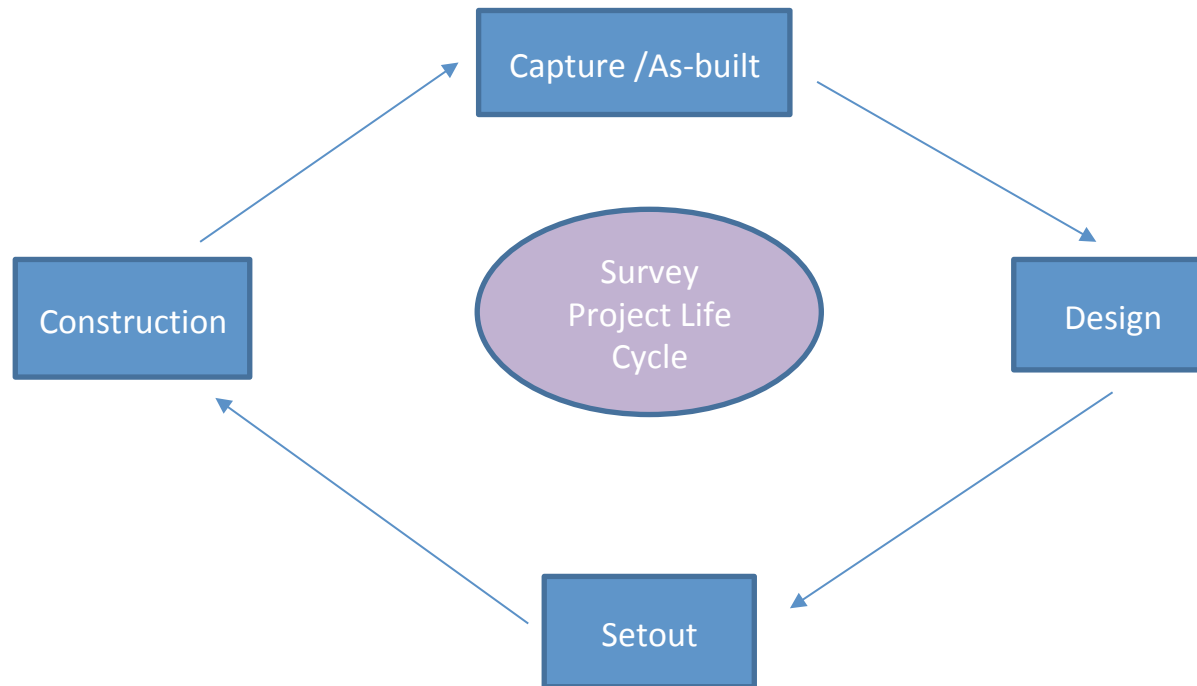 Capture /As-built
Survey
Project Life
Cycle
Construction
Design
Setout